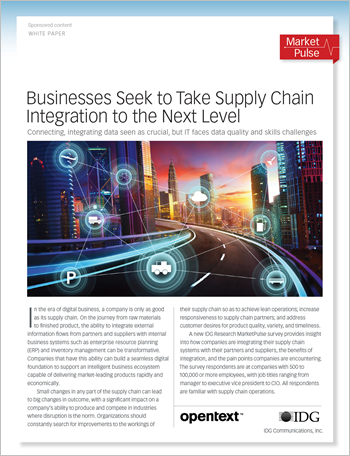 Sponsored content
WHITE PAPER
Market
Pulse
Businesses Seek to Take Supply Chain
Integration to the Next Level
Connecting, integrating data seen as crucial, but IT faces data quality and skills challenges
P
In the era of digital business, a company is only as good
as its supply chain. On the journey from raw materials
to finished product, the ability to integrate external
information flows from partners and suppliers with internal
business systems such as enterprise resource planning
(ERP) and inventory management can be transformative.
Companies that have this ability can build a seamless digital
foundation to support an intelligent business ecosystem
capable of delivering market-leading products rapidly and
economically.
Small changes in any part of the supply chain can lead
to big changes in outcome, with a significant impact on a
company's ability to produce and compete in industries
where disruption is the norm. Organizations should
constantly search for improvements to the workings of
their supply chain so as to achieve lean operations; increase
responsiveness to supply chain partners; and address
customer desires for product quality, variety, and timeliness.
A new IDG Research MarketPulse survey provides insight
into how companies are integrating their supply chain
systems with their partners and suppliers, the benefits of
integration, and the pain points companies are encountering.
The survey respondents are at companies with 500 to
100,000 or more employees, with job titles ranging from
manager to executive vice president to CIO. All respondents
are familiar with supply chain operations.
opentext™
IDG
IDG Communications, Inc.